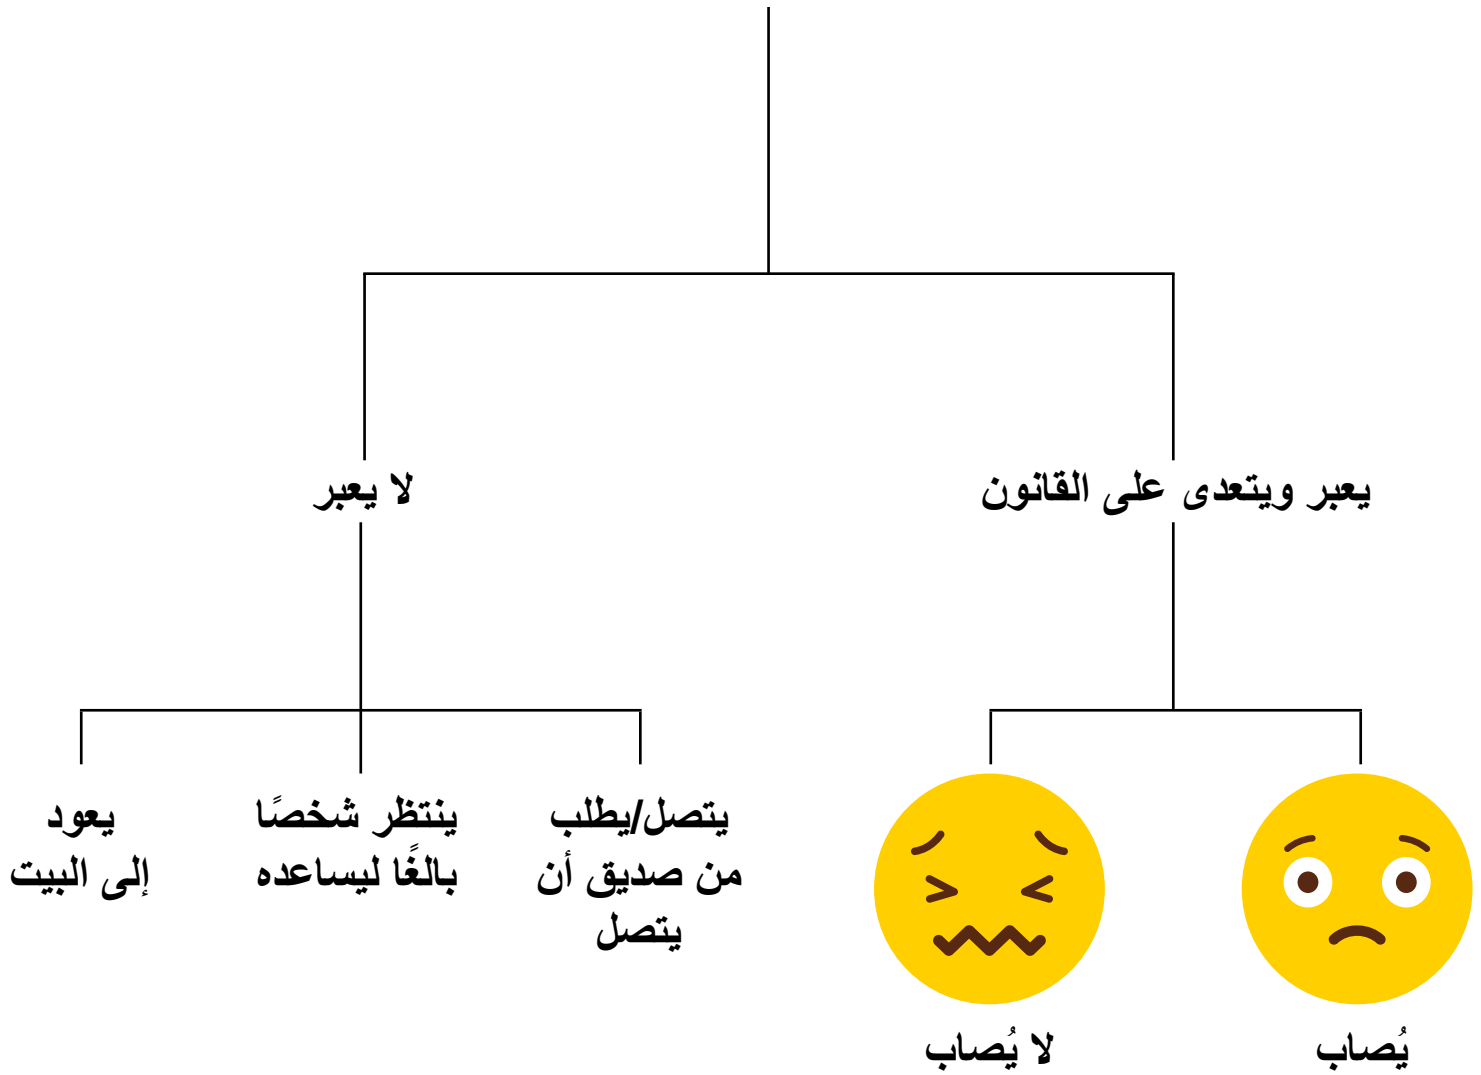 يعبر ويتعدى على القانون
لا يعبر
يُصاب
لا يُصاب
يتصل/يطلب
من صديق أن
يتصل
ينتظر شخصًا
بالغًا ليساعده
يعود
إلى البيت